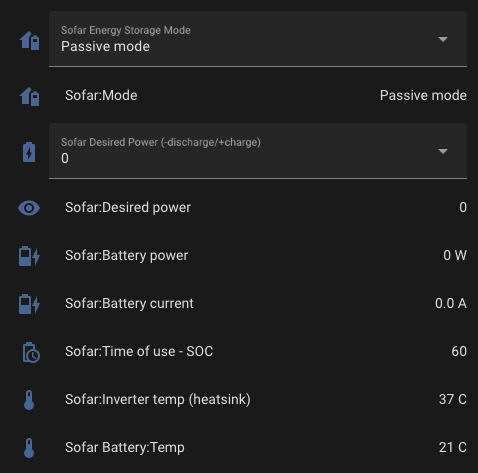 Sofar Energy Storage Mode
Passive mode
Sofar:Mode Passive mode
Sofar Desired Power (-discharge/+charge)
0
Sofar:Desired power 0
Sofar:Battery power 0 W
Sofar:Battery current 0.0 A
Sofar:Time of use - SOC 60
Sofar:Inverter temp (heatsink) 37 C
Sofar Battery:Temp 21 C